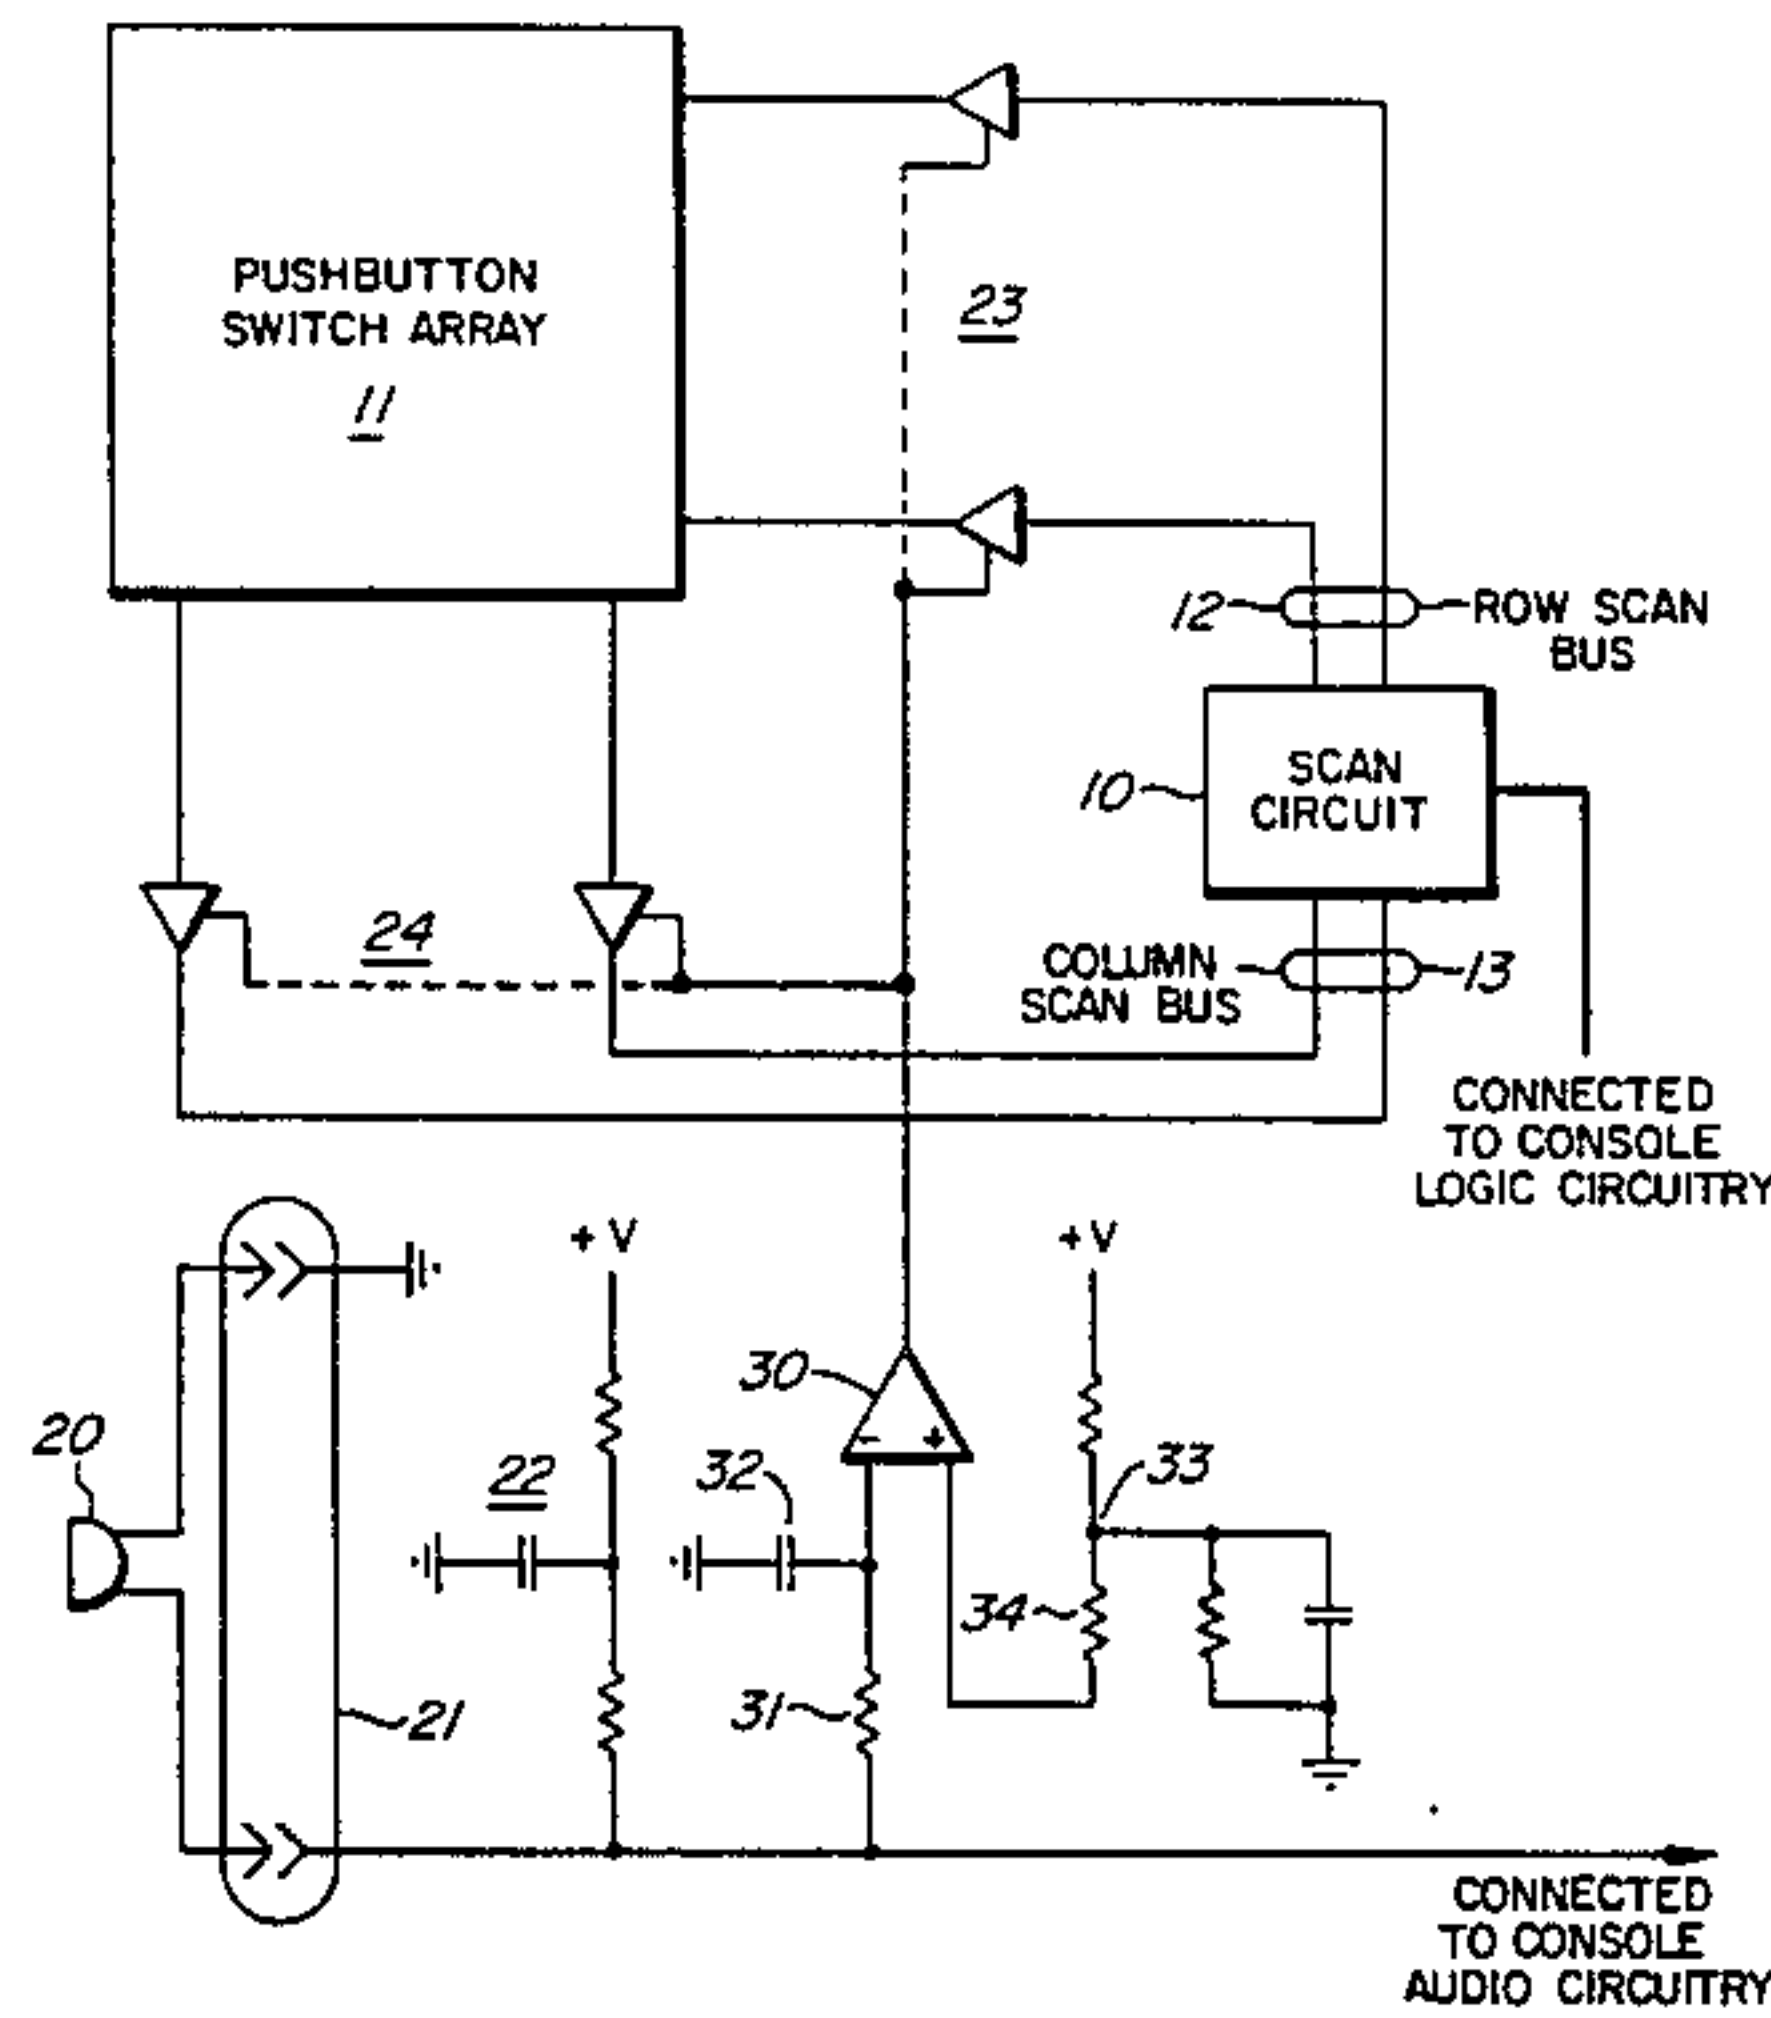 PUSHBUTTON
SWITCH ARRAY
11
23
12
ROW SCAN
BUS
10
SCAN
CIRCUIT
24
COLUMN
SCAN BUS
13
CONNECTED
TO CONSOLE
LOGIC CIRCUITRY
+V
+V
30
20
22
32
33
- +
34
31
21
CONNECTED
TO CONSOLE
AUDIO CIRCUITRY